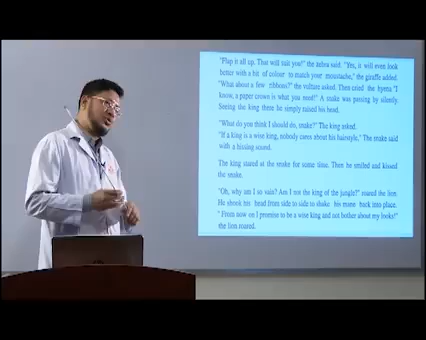 "Flap it all up. That will suit you!" the zebra said. "Yes, it will even look
better with a bit of colour to match your moustache," the giraffe added.
"What about a few ribbons?" the vulture asked. Then cried the hyena "I
know, a paper crown is what you need!" A snake was passing by silently.
Seeing the king there he simply raised his head.
"What do you think I should do, snake?" The king asked.
"If a king is a wise king, nobody cares about his hairstyle," The snake said
with a hissing sound.
The king stared at the snake for some time. Then he smiled and kissed
the snake.
"Oh, why am I so vain? Am I not the king of the jungle?" roared the lion.
He shook his head from side to side to shake his mane back into place.
" From now on I promise to be a wise king and not bother about my looks!"
the lion roared.